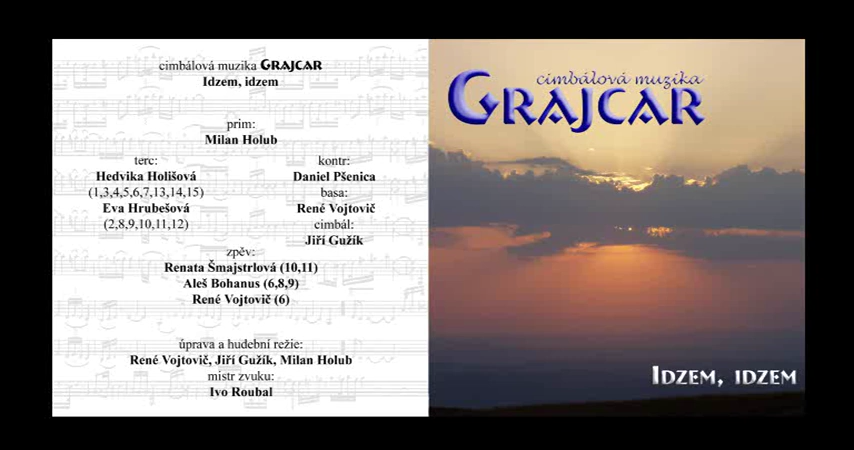 cimbálová muzika GRAJCAR
Idzem, idzem
prim:
Milan Holub
terc:
Hedvika Holišová
(1,3,4,5,6,7,13,14,15)
Eva Hrubešová
(2,8,9,10,11,12)
kontr:
Daniel Pšenica
basa:
René Vojtovič
cimbál:
Jiří Gužík
zpěv:
Renata Šmajstrlová (10,11)
Aleš Bohanus (6,8,9)
René Vojtovič (6)
úprava a hudební režie:
René Vojtovič, Jiří Gužík, Milan Holub
mistr zvuku:
Ivo Roubal
cimbálová muzika
GRAJCAR
IDZEM, IDZEM